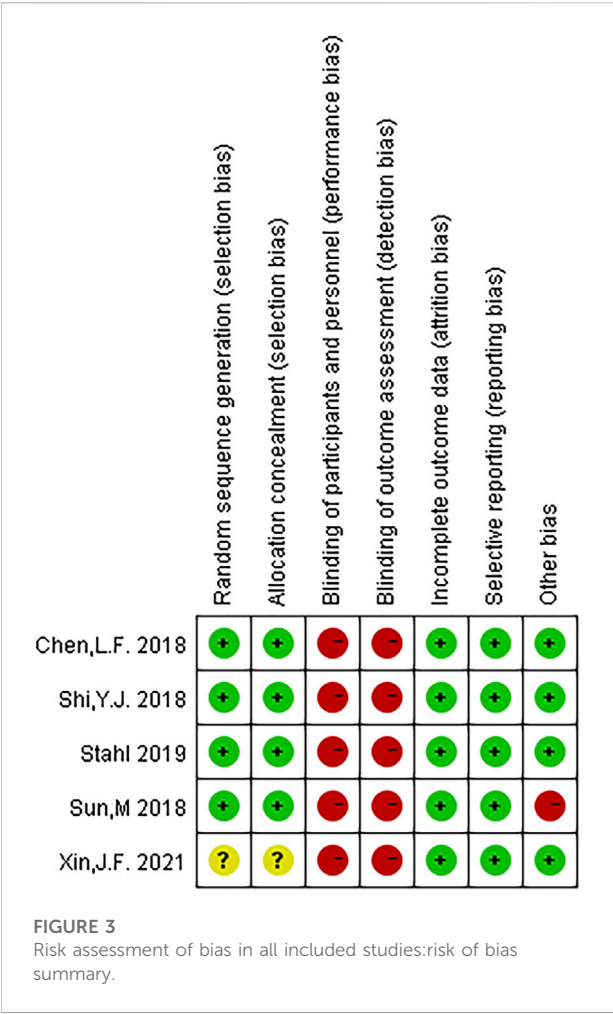 Random sequence generation (selection bias)
Allocation concealment (selection bias)
Blinding of participants and personnel (performance bias)
Blinding of outcome assessment (detection bias)
Incomplete outcome data (attrition bias)
Selective reporting (reporting bias)
Other bias
Chen,L.F. 2018 + + - - + + +
Shi,Y.J. 2018 + + - - + + +
Stahl 2019 + + - - + + +
Sun,M 2018 + + - - + + -
Xin,J.F. 2021 ? ? - - + + +
FIGURE 3
Risk assessment of bias in all included studies:risk of bias
summary.